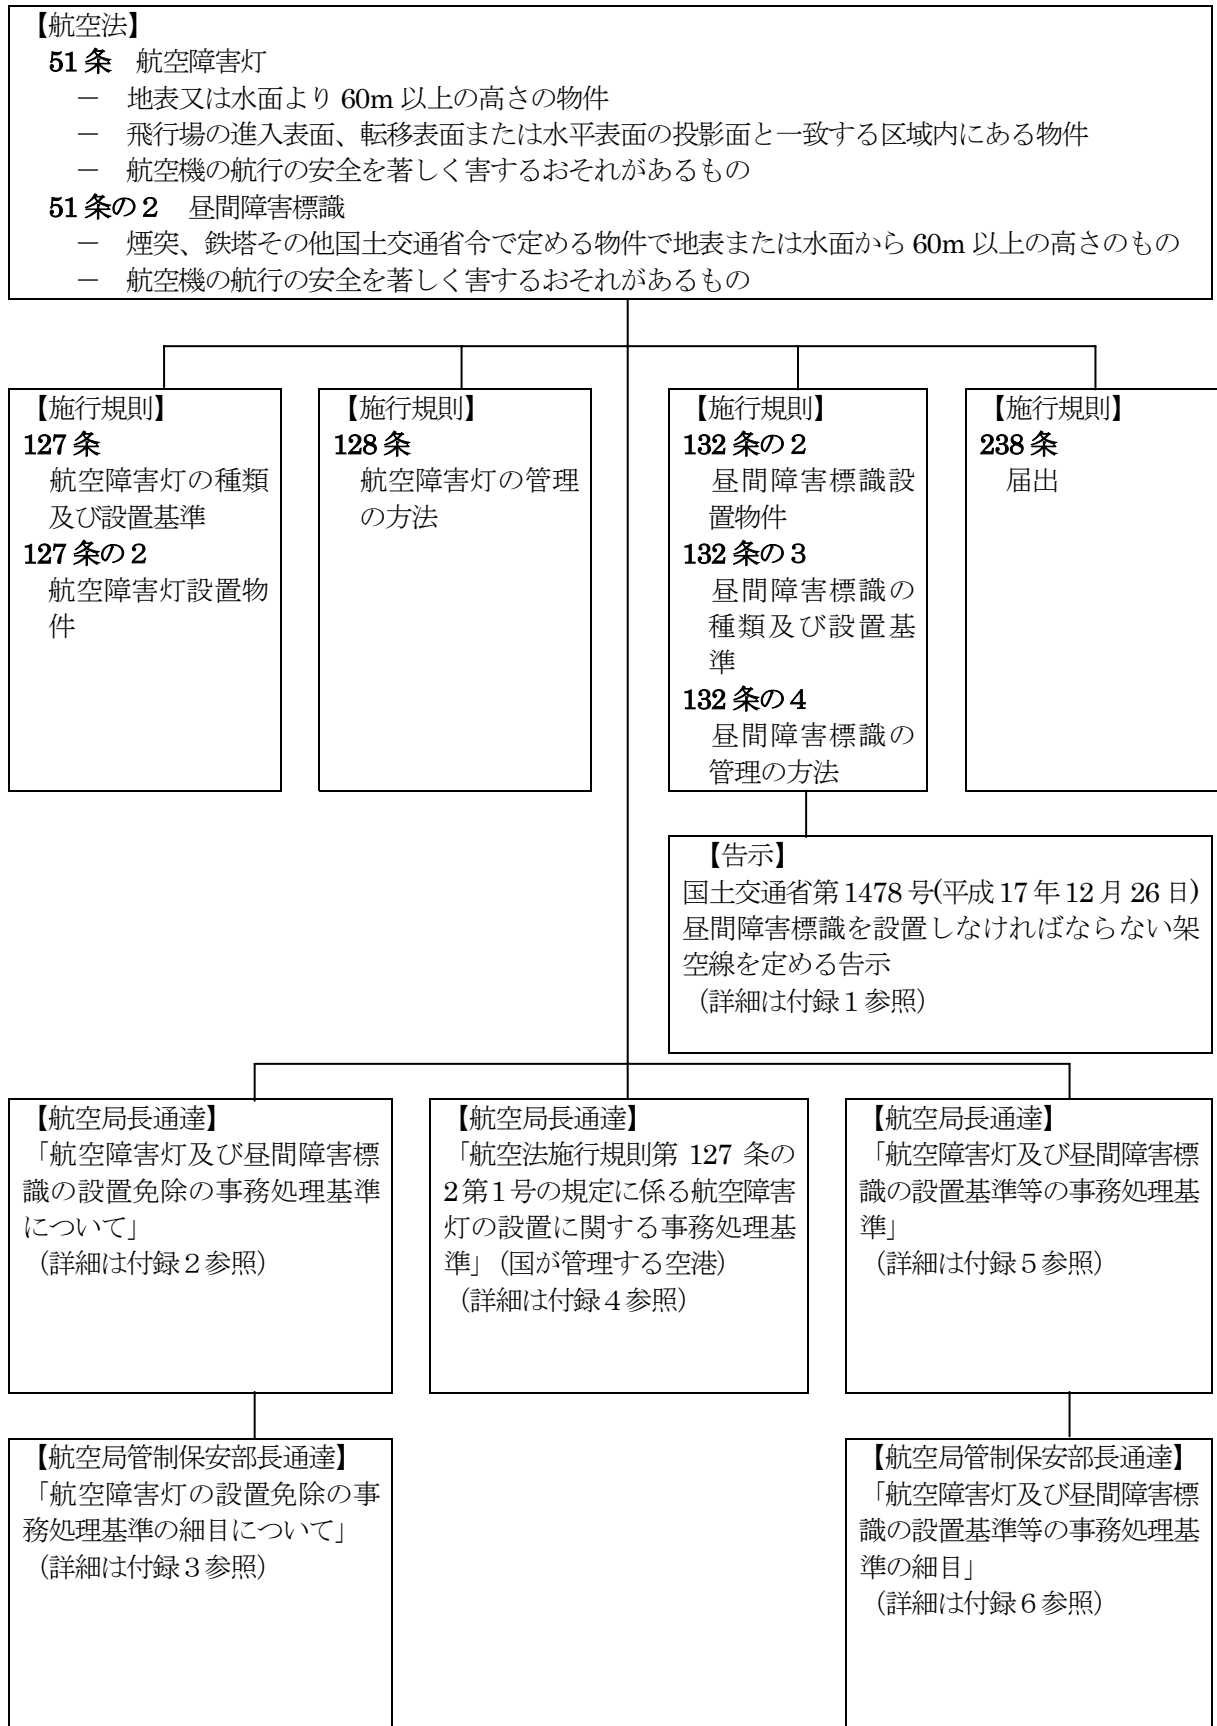 【航空法】
51条 航空障害灯
－ 地表又は水面より60m以上の高さの物件
－ 飛行場の進入表面、転移表面または水平表面の投影面と一致する区域内にある物件
－ 航空機の航行の安全を著しく害するおそれがあるもの
51条の２ 昼間障害標識
－ 煙突、鉄塔その他国土交通省令で定める物件で地表または水面から60m以上の高さのもの
－ 航空機の航行の安全を著しく害するおそれがあるもの
【施行規則】
127条
航空障害灯の種類
及び設置基準
127条の２
航空障害灯設置物
件
【施行規則】
128条
航空障害灯の管理
の方法
【施行規則】
132条の２
昼間障害標識設
置物件
132条の３
昼間障害標識の
種類及び設置基
準
132条の４
昼間障害標識の
管理の方法
【施行規則】
238条
届出
【告示】
国土交通省第1478号(平成17年12月26日)
昼間障害標識を設置しなければならない架
空線を定める告示
（詳細は付録１参照）
【航空局長通達】
「航空障害灯及び昼間障害標
識の設置免除の事務処理基準
について」
（詳細は付録２参照）
【航空局長通達】
「航空法施行規則第 127 条の
2第１号の規定に係る航空障害
灯の設置に関する事務処理基
準」（国が管理する空港）
（詳細は付録４参照）
【航空局長通達】
「航空障害灯及び昼間障害標
識の設置基準等の事務処理基
準」
（詳細は付録５参照）
【航空局管制保安部長通達】
「航空障害灯の設置免除の事
務処理基準の細目について」
（詳細は付録３参照）
【航空局管制保安部長通達】
「航空障害灯及び昼間障害標
識の設置基準等の事務処理基
準の細目」
（詳細は付録６参照）